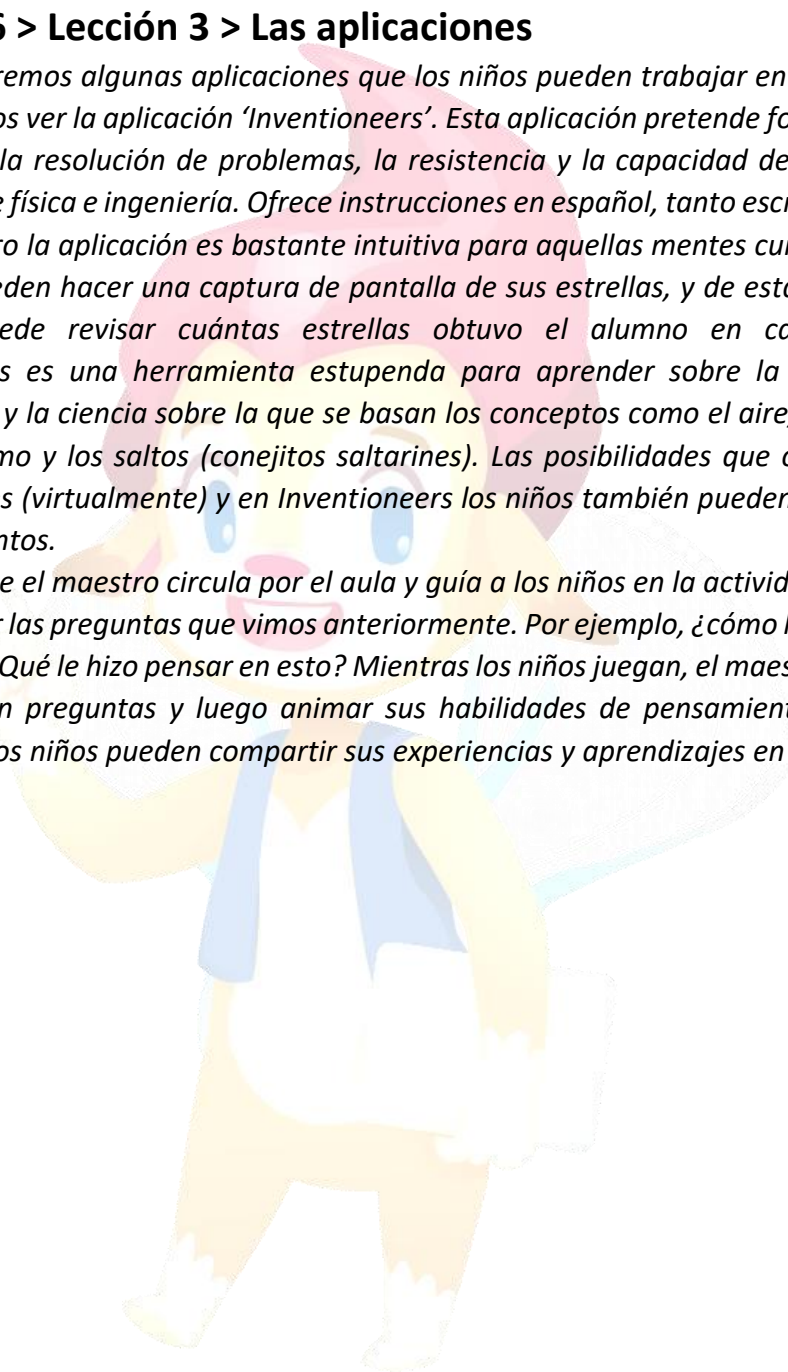 6 > Lección 3 > Las aplicaciones
remos algunas aplicaciones que los niños pueden trabajar en
os ver la aplicación ‘Inventioneers’. Esta aplicación pretende fo
la resolución de problemas, la resistencia y la capacidad de
e física e ingeniería. Ofrece instrucciones en español, tanto escr
ro la aplicación es bastante intuitiva para aquellas mentes cu
eden hacer una captura de pantalla de sus estrellas, y de esta
ede revisar cuántas estrellas obtuvo el alumno en ca
s es una herramienta estupenda para aprender sobre la
y la ciencia sobre la que se basan los conceptos como el aire,
mo y los saltos (conejitos saltarines). Las posibilidades que o
es (virtualmente) y en Inventioneers los niños también pueden
ntos.
e el maestro circula por el aula y guía a los niños en la activid
r las preguntas que vimos anteriormente. Por ejemplo, ¿cómo l
Qué le hizo pensar en esto? Mientras los niños juegan, el maes
n preguntas y luego animar sus habilidades de pensamient
os niños pueden compartir sus experiencias y aprendizajes en